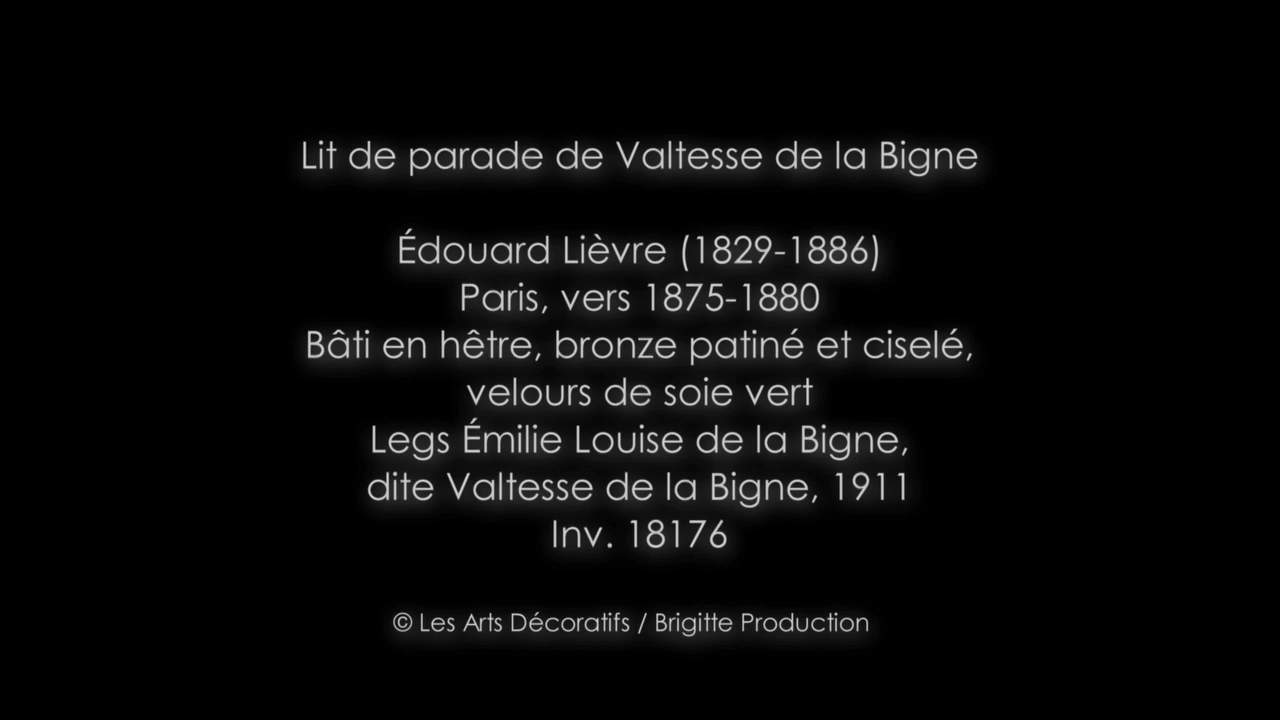 Lit de parade de Valtesse de la Bigne
Édouard Lièvre (1829-1886)
Paris, vers 1875-1880
Bâti en hêtre, bronze patiné et ciselé,
velours de soie vert
Legs Émilie Louise de la Bigne,
dite Valtesse de la Bigne, 1911
Inv. 18176
© Les Arts Décoratifs / Brigitte Production